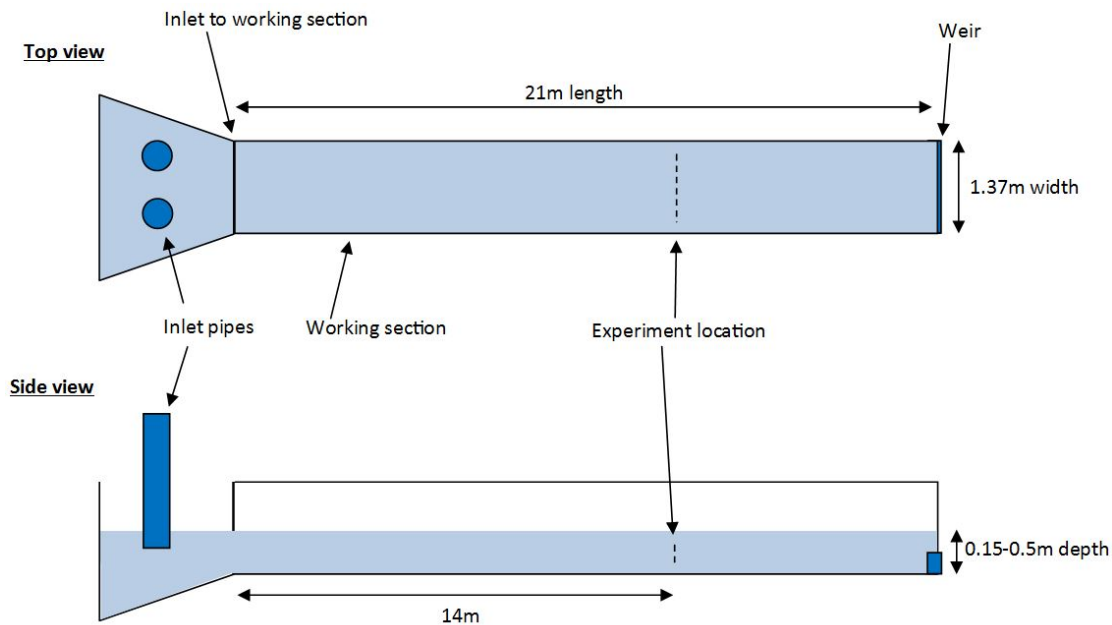 Inlet to working section
Weir
Top view
21m length
1.37m width
Inlet pipes
Working section
Experiment location
Side view
0.15-0.5m depth
14m